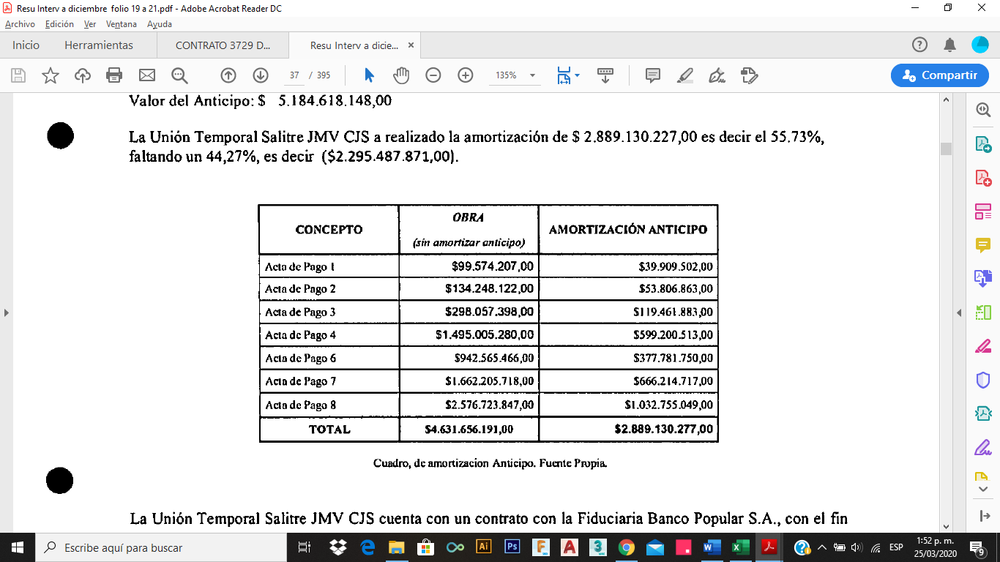 Resu Interv a diciembre folio 19 a 21.pdf - Adobe Acrobat Reader DC
Archivo Edición Ver Ventana Ayuda
Inicio Herramientas CONTRATO 3729 D... Resu Interv a dicie... ×
37 / 395 135% Compartir
Valor del Anticipo: $ 5.184.618.148,00
La Unión Temporal Salitre JMV CJS a realizado la amortización de $ 2.889.130.227,00 es decir el 55.73%,
faltando un 44,27%, es decir ($2.295.487.871,00).
CONCEPTO OBRA (sin amortizar anticipo) AMORTIZACIÓN ANTICIPO
Acta de Pago 1 $99.574.207,00 $39.909.502,00
Acta de Pago 2 $134.248.122,00 $53.806.863,00
Acta de Pago 3 $298.057.398,00 $119.461.883,00
Acta de Pago 4 $1.495.005.280,00 $599.200.513,00
Acta de Pago 6 $942.565.466,00 $377.781.750,00
Acta de Pago 7 $1.662.205.718,00 $666.214.717,00
Acta de Pago 8 $2.576.723.847,00 $1.032.755.049,00
TOTAL $4.631.656.191,00 $2.889.130.277,00
Cuadro, de amortizacion Anticipo. Fuente Propia.
La Unión Temporal Salitre JMV CJS cuenta con un contrato con la Fiduciaria Banco Popular S.A., con el fin
Escribe aquí para buscar
Ai Ps
ESP
1:52 p. m.
25/03/2020
9